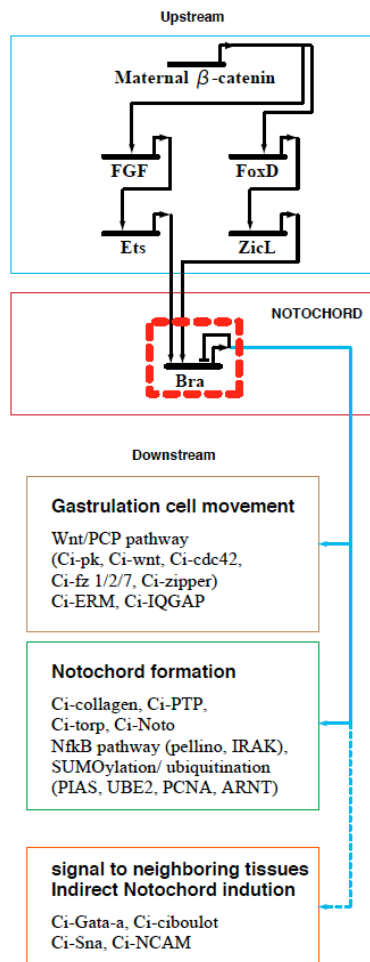 Upstream
Maternal β-catenin
FGF
FoxD
Ets
ZicL
NOTOCHORD
Bra
Downstream
Gastrulation cell movement
Wnt/PCP pathway
(Ci-pk, Ci-wnt, Ci-cdc42,
Ci-fz 1/2/7, Ci-zipper)
Ci-ERM, Ci-IQGAP
Notochord formation
Ci-collagen, Ci-PTP,
Ci-torp, Ci-Noto
NfkB pathway (pellino, IRAK),
SUMOylation/ ubiquitination
(PIAS, UBE2, PCNA, ARNT)
signal to neighboring tissues
Indirect Notochord indution
Ci-Gata-a, Ci-ciboulot
Ci-Sna, Ci-NCAM